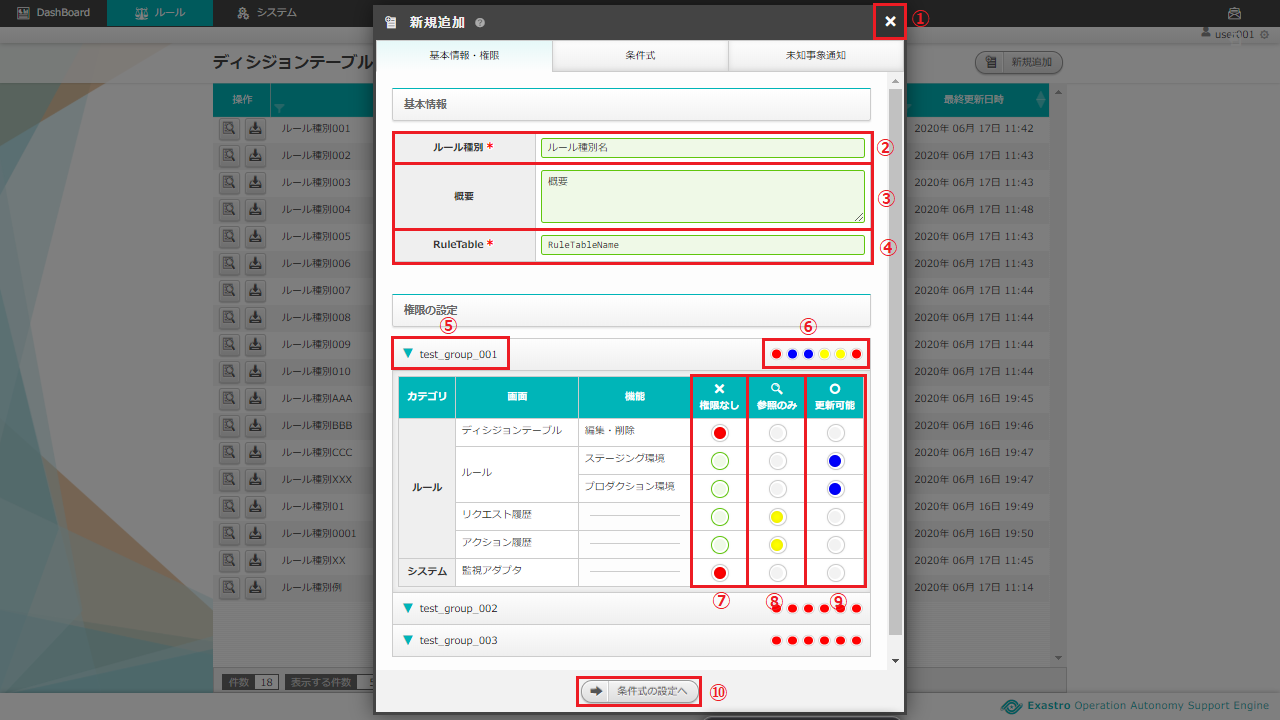 DashBoard ルール システム
新規追加 ?
①
user001
ディシジョンテーブル
新規追加
基本情報・権限 条件式 未知事象通知
操作 最終更新日時
基本情報
ルール種別 * ルール種別名 ②
概要 概要 ③
RuleTable * RuleTableName ④
権限の設定
⑤ ⑥
test_group_001
カテゴリ 画面 機能 権限なし 参照のみ 更新可能
ルール ディシジョンテーブル 編集・削除
ルール ステージング環境
プロダクション環境
リクエスト履歴
アクション履歴
システム 監視アダプタ
⑦ ⑧ ⑨
test_group_002
test_group_003
条件式の設定へ ⑩
ルール種別001 2020年 06月 17日 11:42
ルール種別002 2020年 06月 17日 11:43
ルール種別003 2020年 06月 17日 11:43
ルール種別004 2020年 06月 17日 11:48
ルール種別005 2020年 06月 17日 11:43
ルール種別006 2020年 06月 17日 11:43
ルール種別007 2020年 06月 17日 11:44
ルール種別008 2020年 06月 17日 11:44
ルール種別009 2020年 06月 17日 11:44
ルール種別010 2020年 06月 17日 11:44
ルール種別AAA 2020年 06月 16日 19:45
ルール種別BBB 2020年 06月 16日 19:46
ルール種別CCC 2020年 06月 16日 19:47
ルール種別XXX 2020年 06月 16日 19:47
ルール種別01 2020年 06月 16日 19:49
ルール種別0001 2020年 06月 16日 19:50
ルール種別XX 2020年 06月 17日 11:45
ルール種別例 2020年 06月 17日 11:14
件数 18 表示する件数
Exastro Operation Autonomy Support Engine